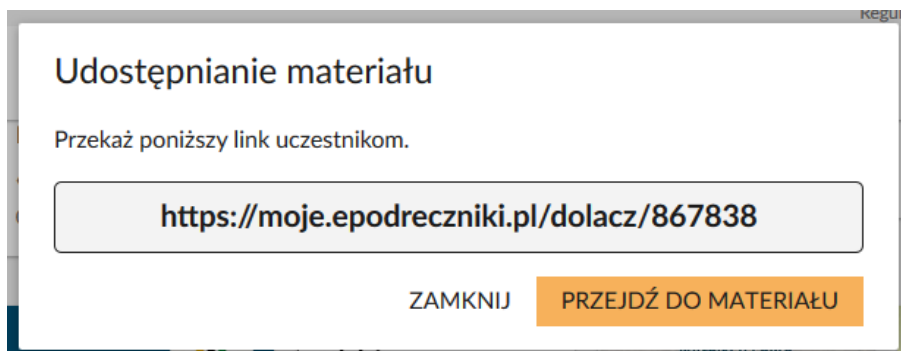 Udostępnianie materiału
Przekaż poniższy link uczestnikom.
https://moje.epodreczniki.pl/dolacz/867838
ZAMKNIJ PRZEJDŹ DO MATERIAŁU